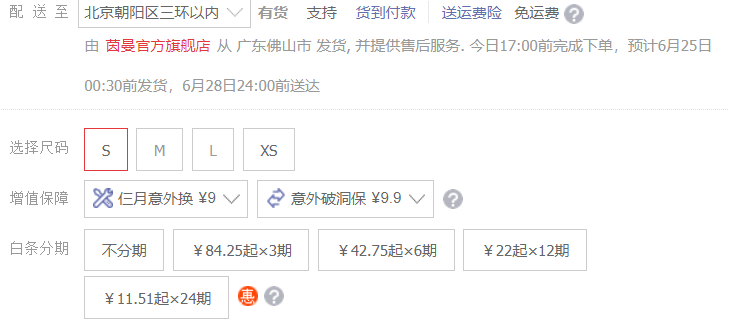 配 送 至 北京朝阳区三环以内 有货 支持 货到付款 送运费险 免运费 ?
由 茵曼官方旗舰店 从 广东佛山市 发货, 并提供售后服务. 今日17:00前完成下单，预计6月25日
00:30前发货，6月28日24:00前送达
选择尺码 S M L XS
增值保障 仨月意外换 ¥9 意外破洞保 ¥9.9 ?
白条分期 不分期 ￥84.25起×3期 ￥42.75起×6期 ￥22起×12期
￥11.51起×24期 惠 ?